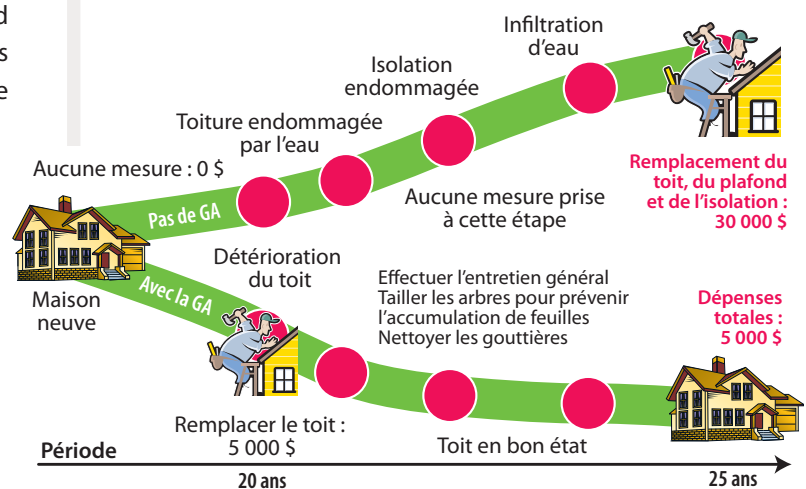 d
s
e
Infiltration
d'eau
Isolation
endommagée
Toiture endommagée
par l'eau
Aucune mesure : 0 $
Pas de GA
Aucune mesure prise
à cette étape
Remplacement du
toit, du plafond
et de l'isolation :
30 000 $
Maison
neuve
Avec la GA
Détérioration
du toit
Effectuer l'entretien général
Tailler les arbres pour prévenir
l'accumulation de feuilles
Nettoyer les gouttières
Dépenses
totales :
5 000 $
Remplacer le toit :
5 000 $
Toit en bon état
Période
20 ans
25 ans